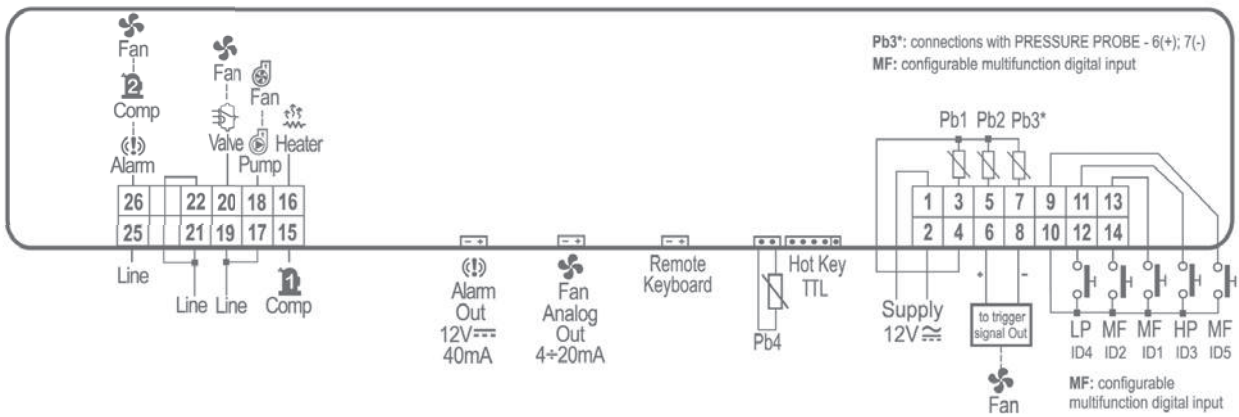 Pb3*: connections with PRESSURE PROBE - 6(+); 7(-)
MF: configurable multifunction digital input
Fan
2
Comp
Alarm
Fan
Valve
Fan
Pump
Heater
26 22 20 18 16
25 21 19 17 15
Line
Line Line
1
Comp
- +
Alarm
Out
12V
40mA
- +
Fan
Analog
Out
4÷20mA
- +
Remote
Keyboard
Pb4
Hot Key
TTL
Pb1 Pb2 Pb3*
1 3 5 7 9 11 13
2 4 6 8 10 12 14
Supply
12V
+ -
to trigger
signal Out
Fan
LP MF MF HP MF
ID4 ID2 ID1 ID3 ID5
MF: configurable
multifunction digital input